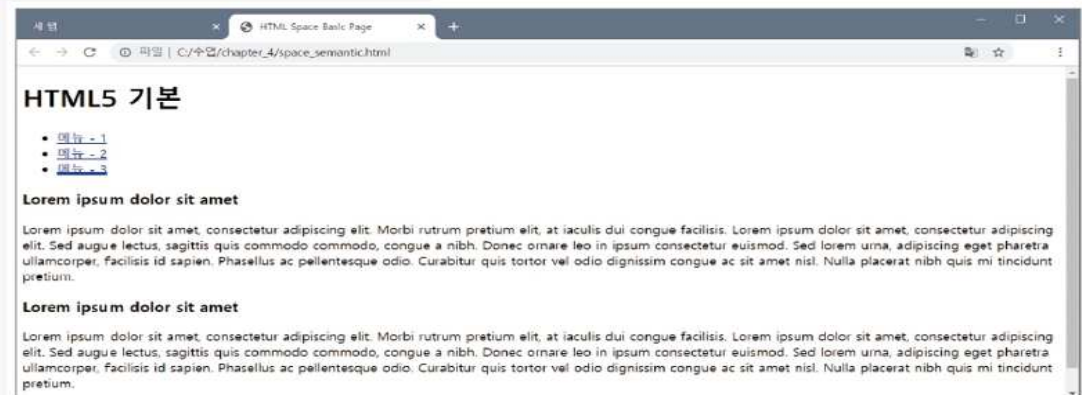 새 탭
HTML Space Basic Page
파일 | C:/수업/chapter_4/space_semantic.html
HTML5 기본
메뉴 - 1
메뉴 - 2
메뉴 - 3
Lorem ipsum dolor sit amet
Lorem ipsum dolor sit amet, consectetur adipiscing elit. Morbi rutrum pretium elit, at iaculis dui congue facilisis. Lorem ipsum dolor sit amet, consectetur adipiscing
elit. Sed augue lectus, sagittis quis commodo commodo, congue a nibh. Donec ornare leo in ipsum consectetur euismod. Sed lorem urna, adipiscing eget pharetra
ullamcorper, facilisis id sapien. Phasellus ac pellentesque odio. Curabitur quis tortor vel odio dignissim congue ac sit amet nisl. Nulla placerat nibh quis mi tincidunt
pretium.
Lorem ipsum dolor sit amet
Lorem ipsum dolor sit amet, consectetur adipiscing elit. Morbi rutrum pretium elit, at iaculis dui congue facilisis. Lorem ipsum dolor sit amet, consectetur adipiscing
elit. Sed augue lectus, sagittis quis commodo commodo, congue a nibh. Donec ornare leo in ipsum consectetur euismod. Sed lorem urna, adipiscing eget pharetra
ullamcorper, facilisis id sapien. Phasellus ac pellentesque odio. Curabitur quis tortor vel odio dignissim congue ac sit amet nisl. Nulla placerat nibh quis mi tincidunt
pretium.